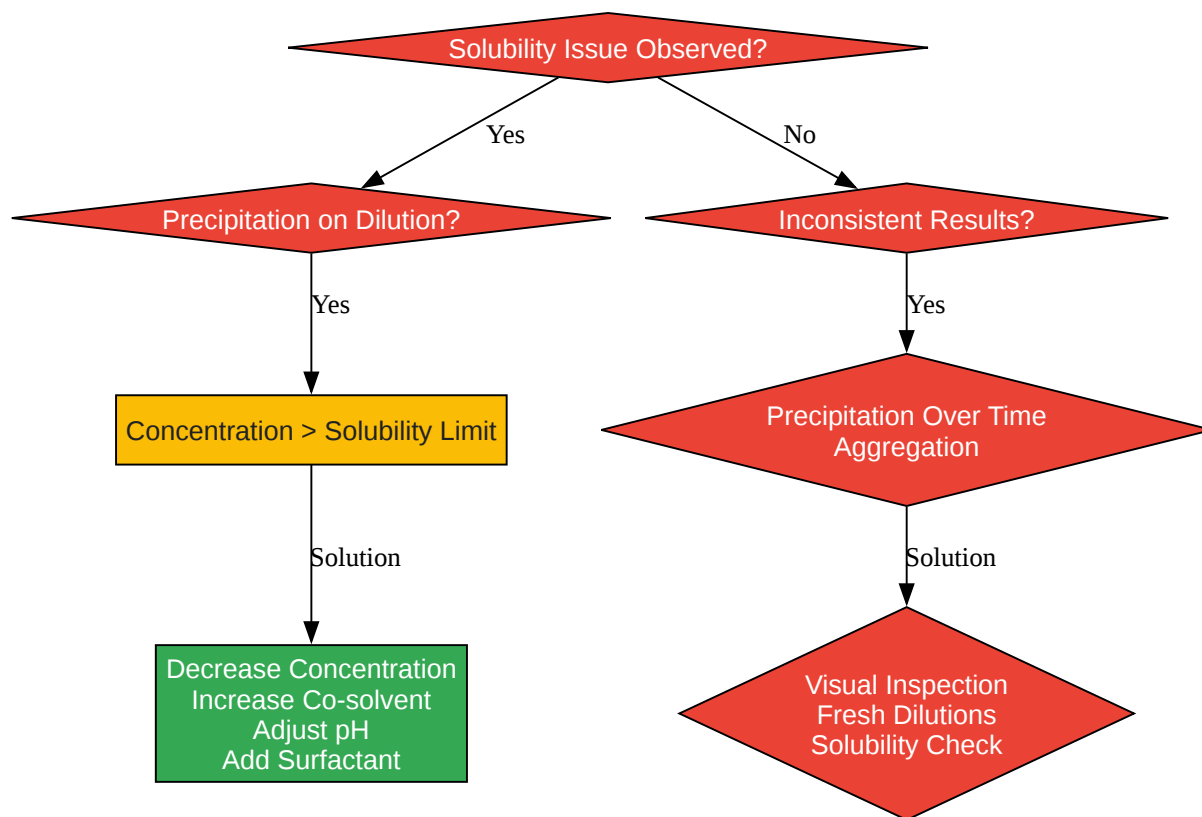 Solubility Issue Observed?
Yes
No
Precipitation on Dilution?
Inconsistent Results?
Yes
Yes
Concentration > Solubility Limit
Precipitation Over Time
Aggregation
Solution
Solution
Decrease Concentration
Increase Co-solvent
Adjust pH
Add Surfactant
Visual Inspection
Fresh Dilutions
Solubility Check